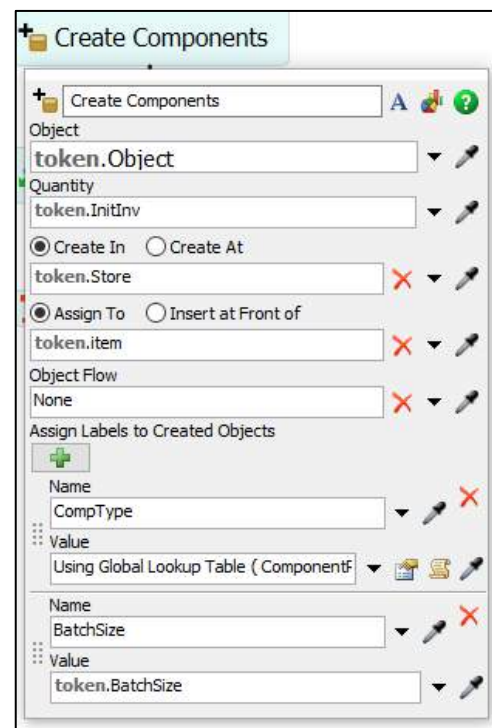 Create Components
Create Components
Object
token.Object
Quantity
token.InitInv
Create In Create At
token.Store
Assign To Insert at Front of
token.item
Object Flow
None
Assign Labels to Created Objects
Name
CompType
Value
Using Global Lookup Table ( ComponentF
Name
BatchSize
Value
token.BatchSize